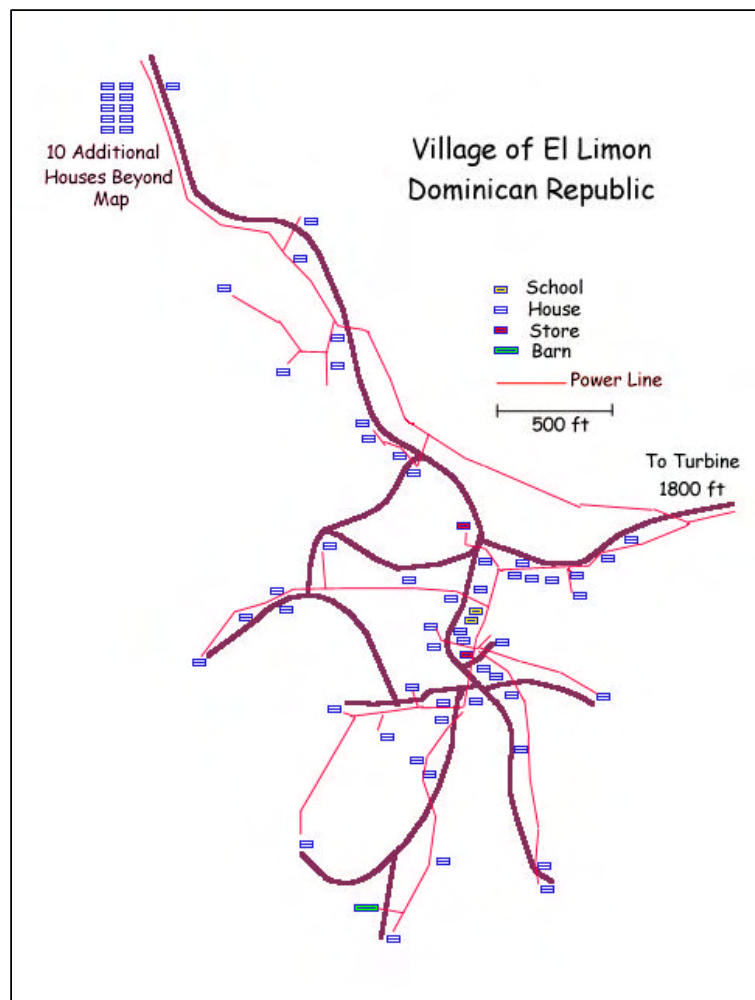 Village of El Limon
Dominican Republic
10 Additional
Houses Beyond
Map
School
House
Store
Barn
Power Line
500 ft
To Turbine
1800 ft